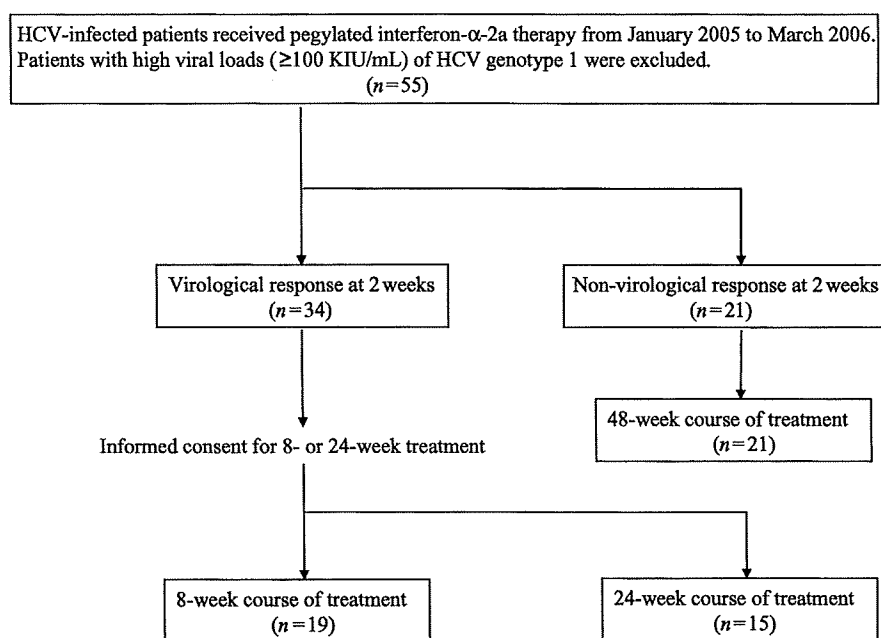 HCV-infected patients received pegylated interferon-α-2a therapy from January 2005 to March 2006.
Patients with high viral loads (≥100 KIU/mL) of HCV genotype 1 were excluded.
(n=55)
Virological response at 2 weeks
(n=34)
Non-virological response at 2 weeks
(n=21)
48-week course of treatment
(n=21)
Informed consent for 8- or 24-week treatment
8-week course of treatment
(n=19)
24-week course of treatment
(n=15)